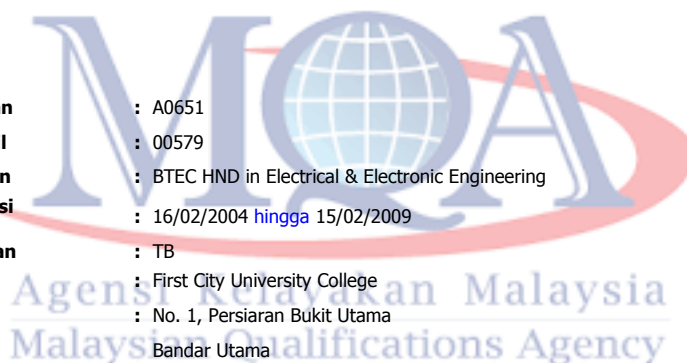 MQA
an : A0651
l : 00579
n : BTEC HND in Electrical & Electronic Engineering
si : 16/02/2004 hingga 15/02/2009
an : TB
: First City University College
: No. 1, Persiaran Bukit Utama
Bandar Utama
Agensi Kelayakan Malaysia
Malaysian Qualifications Agency